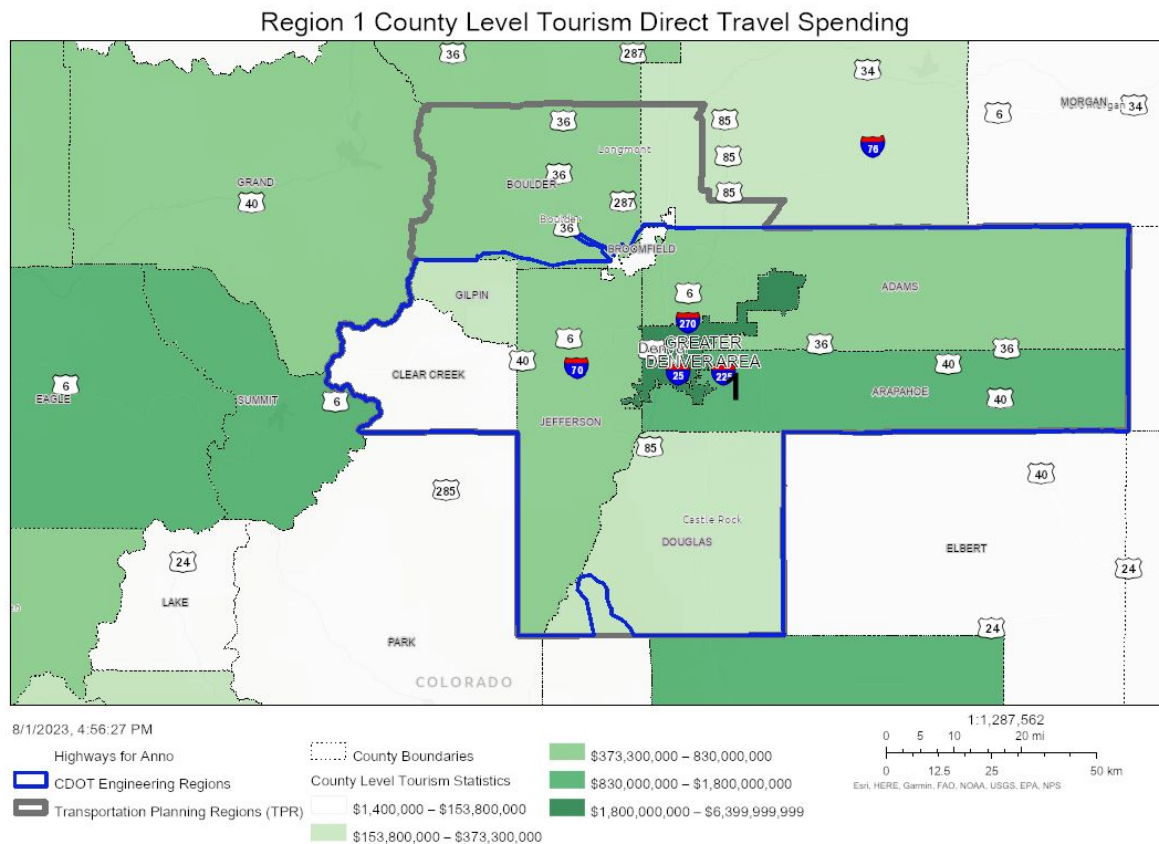 Region 1 County Level Tourism Direct Travel Spending
36
287
34
6
MORGAN
34
85
36
76
Longmont
85
GRAND
36
BOULDER
85
40
287
Boulder
36
BROOMFIELD
GILPIN
6
ADAMS
270
6
GREATER
DENVER AREA
36
36
6
EAGLE
SUMMIT
6
CLEAR CREEK
40
70
25
225
1
40
ARAPAHOE
40
JEFFERSON
85
285
40
Castle Rock
DOUGLAS
ELBERT
24
24
LAKE
24
PARK
COLORADO
8/1/2023, 4:56:27 PM
Highways for Anno
CDOT Engineering Regions
Transportation Planning Regions (TPR)
County Boundaries
County Level Tourism Statistics
$1,400,000 – $153,800,000
$153,800,000 – $373,300,000
$373,300,000 – 830,000,000
$830,000,000 – $1,800,000,000
$1,800,000,000 – $6,399,999,999
1:1,287,562
0 5 10 20 mi
0 12.5 25 50 km
Esri, HERE, Garmin, FAO, NOAA, USGS, EPA, NPS